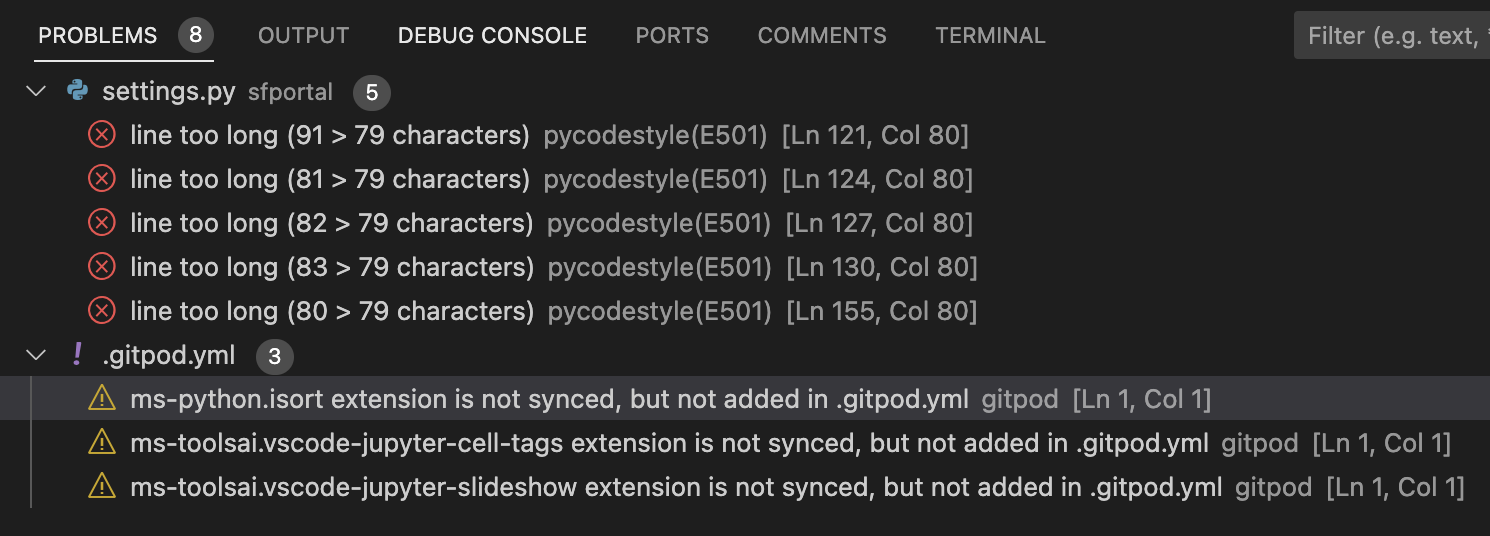 PROBLEMS 8 OUTPUT DEBUG CONSOLE PORTS COMMENTS TERMINAL Filter (e.g. text,
settings.py sfportal 5
line too long (91 > 79 characters) pycodestyle(E501) [Ln 121, Col 80]
line too long (81 > 79 characters) pycodestyle(E501) [Ln 124, Col 80]
line too long (82 > 79 characters) pycodestyle(E501) [Ln 127, Col 80]
line too long (83 > 79 characters) pycodestyle(E501) [Ln 130, Col 80]
line too long (80 > 79 characters) pycodestyle(E501) [Ln 155, Col 80]
! .gitpod.yml 3
ms-python.isort extension is not synced, but not added in .gitpod.yml gitpod [Ln 1, Col 1]
ms-toolsai.vscode-jupyter-cell-tags extension is not synced, but not added in .gitpod.yml gitpod [Ln 1, Col 1]
ms-toolsai.vscode-jupyter-slideshow extension is not synced, but not added in .gitpod.yml gitpod [Ln 1, Col 1]